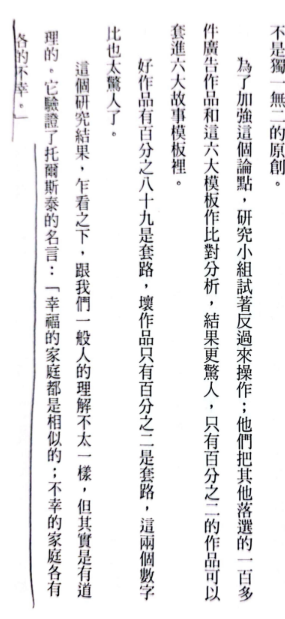 不是獨一無二的原創。
為了加強這個論點，研究小組試著反過來操作；他們把其他落選的一百多
件廣告作品和這六大模板作比對分析，結果更驚人，只有百分之二的作品可以
套進六大故事模板裡。
好作品有百分之八十九是套路，壞作品只有百分之二是套路，這兩個數字
比也太驚人了。
這個研究結果，乍看之下，跟我們一般人的理解不太一樣，但其實是有道
理的。它驗證了托爾斯泰的名言：「幸福的家庭都是相似的；不幸的家庭各有
各的不幸。」